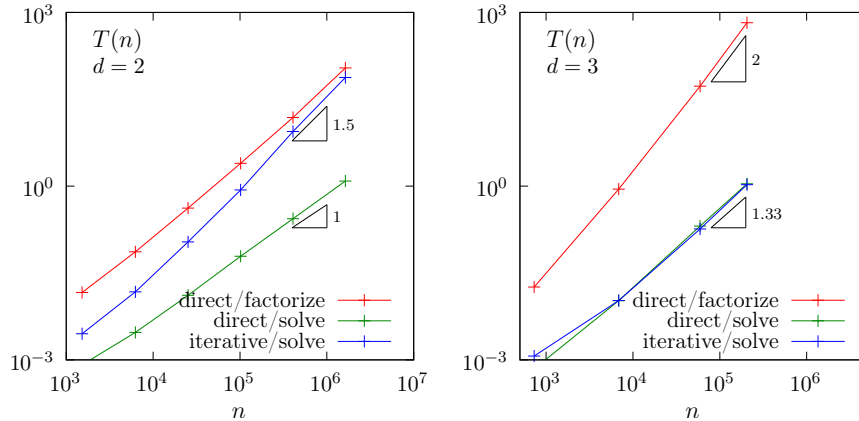 T(n)
d = 2
10^3
10^0
10^{-3}
1.5
1
direct/factorize
direct/solve
iterative/solve
10^3
10^4
10^5
10^6
10^7
n
T(n)
d = 3
10^3
10^0
10^{-3}
2
1.33
direct/factorize
direct/solve
iterative/solve
10^3
10^4
10^5
10^6
n